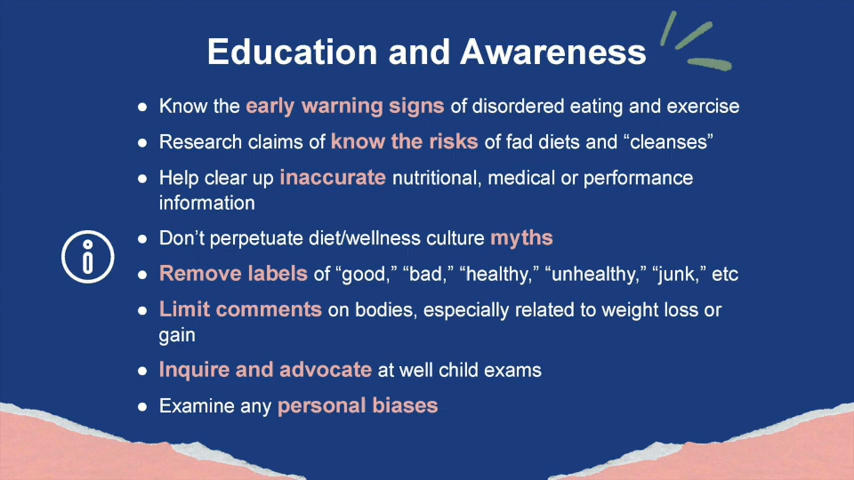 Education and Awareness
● Know the early warning signs of disordered eating and exercise
● Research claims of know the risks of fad diets and “cleanses”
● Help clear up inaccurate nutritional, medical or performance
information
● Don’t perpetuate diet/wellness culture myths
● Remove labels of “good,” “bad,” “healthy,” “unhealthy,” “junk,” etc
● Limit comments on bodies, especially related to weight loss or
gain
● Inquire and advocate at well child exams
● Examine any personal biases